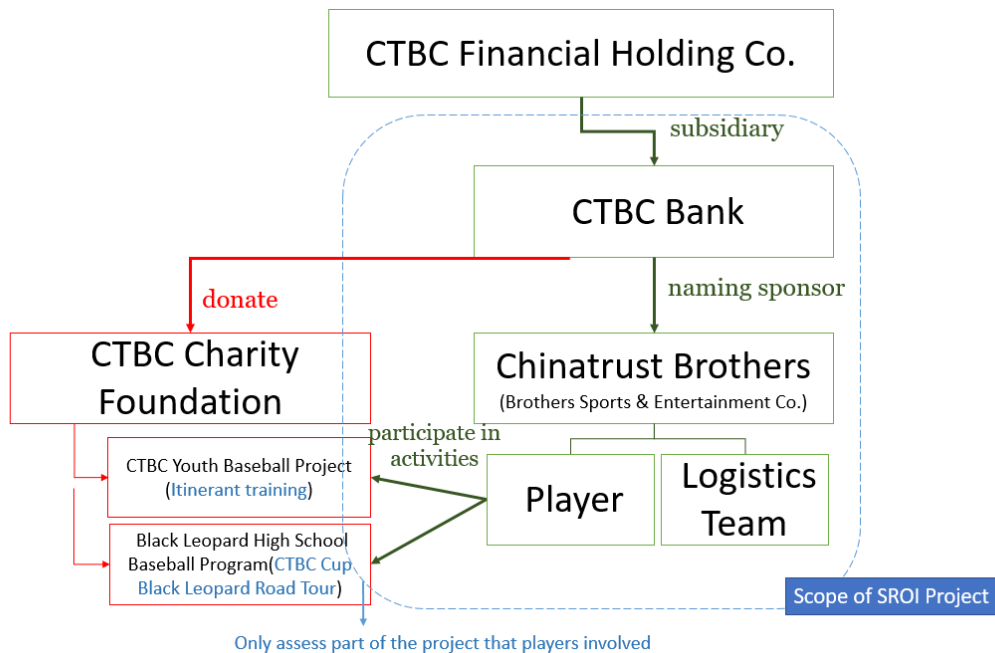 CTBC Financial Holding Co.
subsidiary
CTBC Bank
donate
naming sponsor
CTBC Charity
Foundation
Chinatrust Brothers
(Brothers Sports & Entertainment Co.)
participate in
activities
CTBC Youth Baseball Project
(Itinerant training)
Player
Logistics
Team
Black Leopard High School
Baseball Program(CTBC Cup
Black Leopard Road Tour)
Scope of SROI Project
Only assess part of the project that players involved